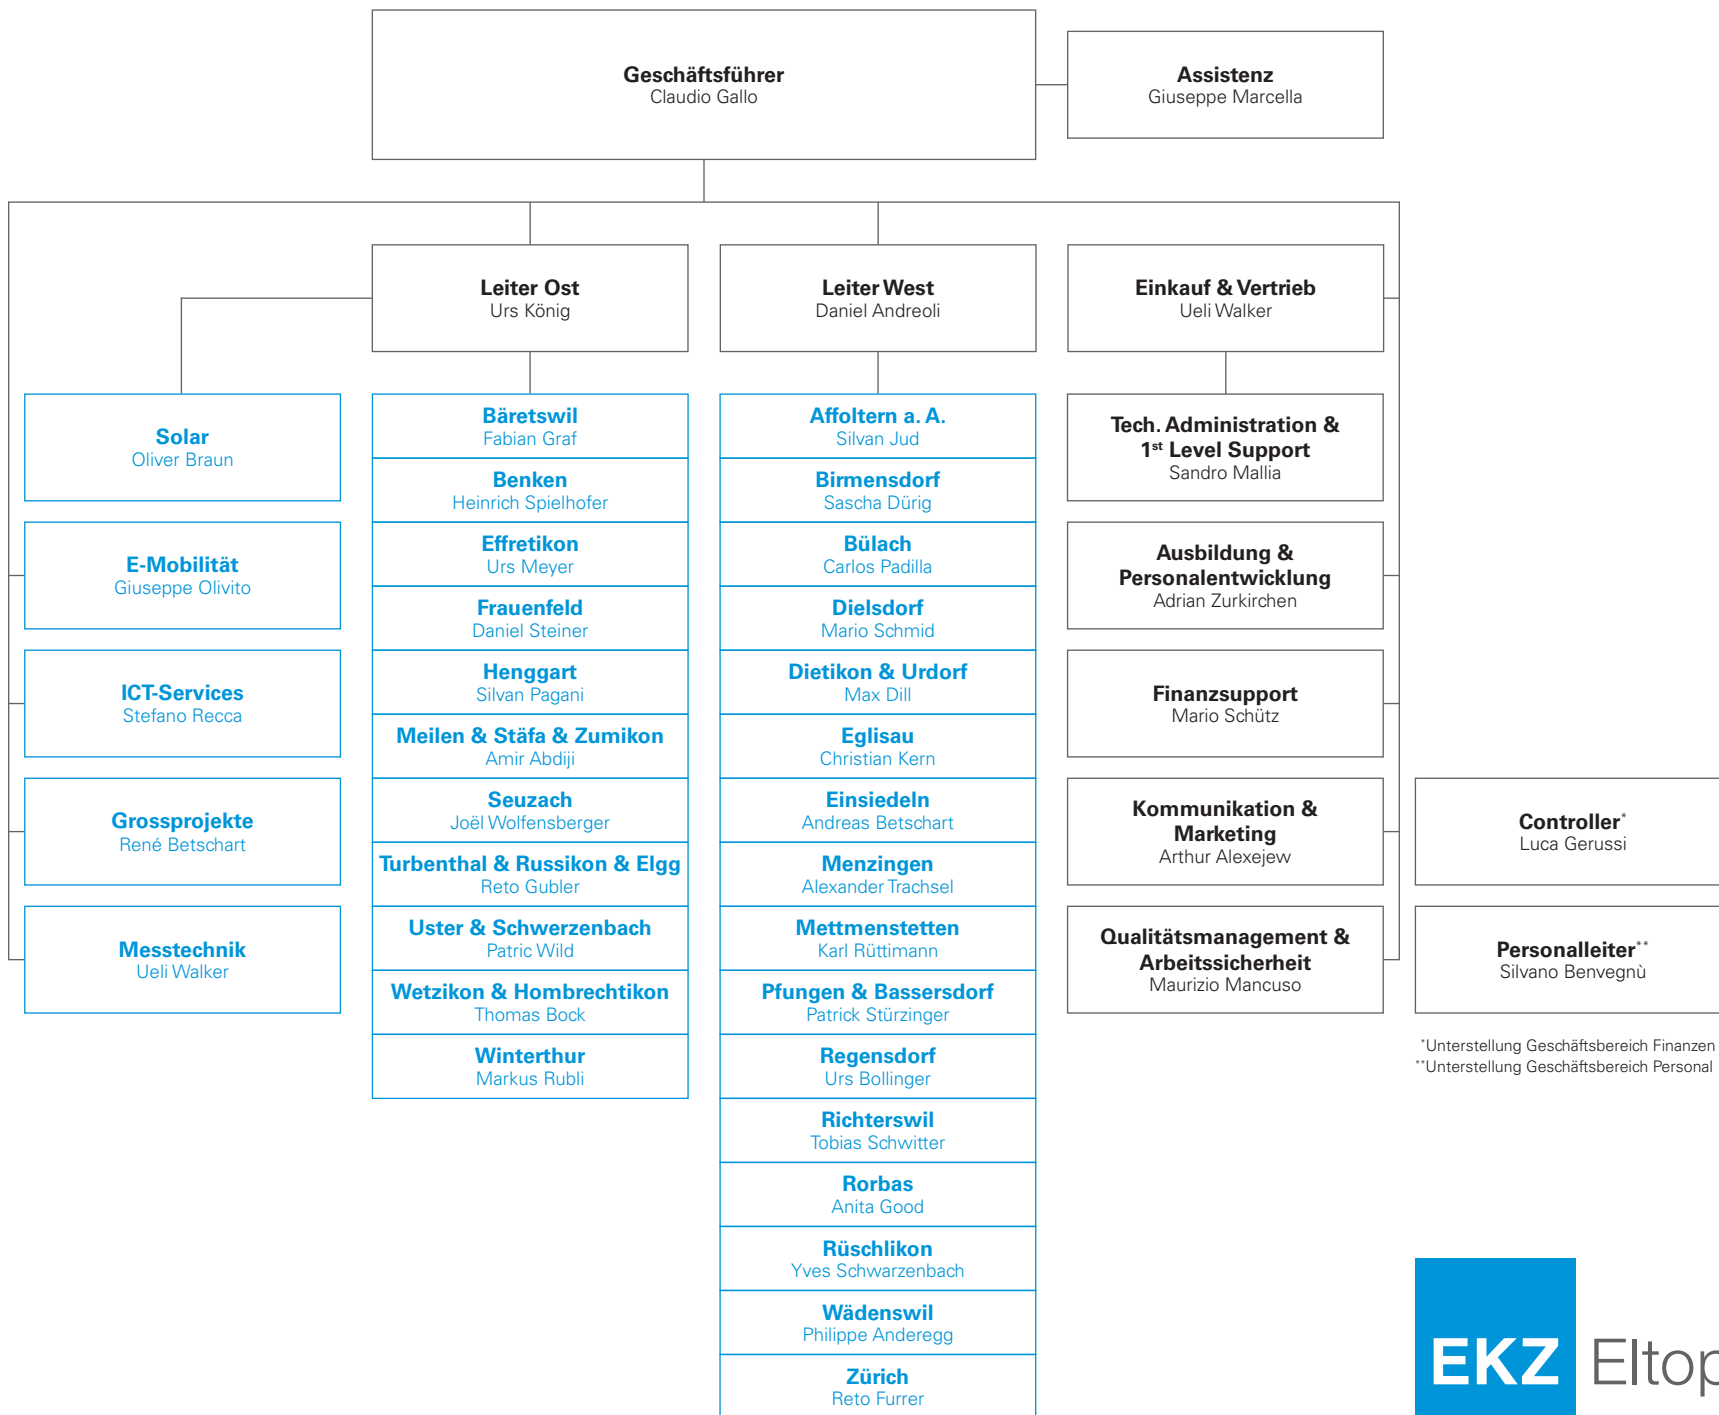 Geschäftsführer
Claudio Gallo
Assistenz
Giuseppe Marcella
Leiter Ost
Urs König
Leiter West
Daniel Andreoli
Einkauf & Vertrieb
Ueli Walker
Solar
Oliver Braun
E-Mobilität
Giuseppe Olivito
ICT-Services
Stefano Recca
Grossprojekte
René Betschart
Messtechnik
Ueli Walker
Bäretswil
Fabian Graf
Benken
Heinrich Spielhofer
Effretikon
Urs Meyer
Frauenfeld
Daniel Steiner
Henggart
Silvan Pagani
Meilen & Stäfa & Zumikon
Amir Abdiji
Seuzach
Joël Wolfensberger
Turbenthal & Russikon & Elgg
Reto Gubler
Uster & Schwerzenbach
Patric Wild
Wetzikon & Hombrechtikon
Thomas Bock
Winterthur
Markus Rubli
Affoltern a. A.
Silvan Jud
Birmensdorf
Sascha Dürig
Bülach
Carlos Padilla
Dielsdorf
Mario Schmid
Dietikon & Urdorf
Max Dill
Eglisau
Christian Kern
Einsiedeln
Andreas Betschart
Menzingen
Alexander Trachsel
Mettmenstetten
Karl Rüttimann
Pfungen & Bassersdorf
Patrick Stürzinger
Regensdorf
Urs Bollinger
Richterswil
Tobias Schwitter
Rorbas
Anita Good
Rüschlikon
Yves Schwarzenbach
Wädenswil
Philippe Anderegg
Zürich
Reto Furrer
Tech. Administration &
1st Level Support
Sandro Mallia
Ausbildung &
Personalentwicklung
Adrian Zurkirchen
Finanzsupport
Mario Schütz
Kommunikation &
Marketing
Arthur Alexejew
Qualitätsmanagement &
Arbeitssicherheit
Maurizio Mancuso
Controller*
Luca Gerussi
Personalleiter**
Silvano Benvegnù
*Unterstellung Geschäftsbereich Finanzen
**Unterstellung Geschäftsbereich Personal
EKZ Eltop